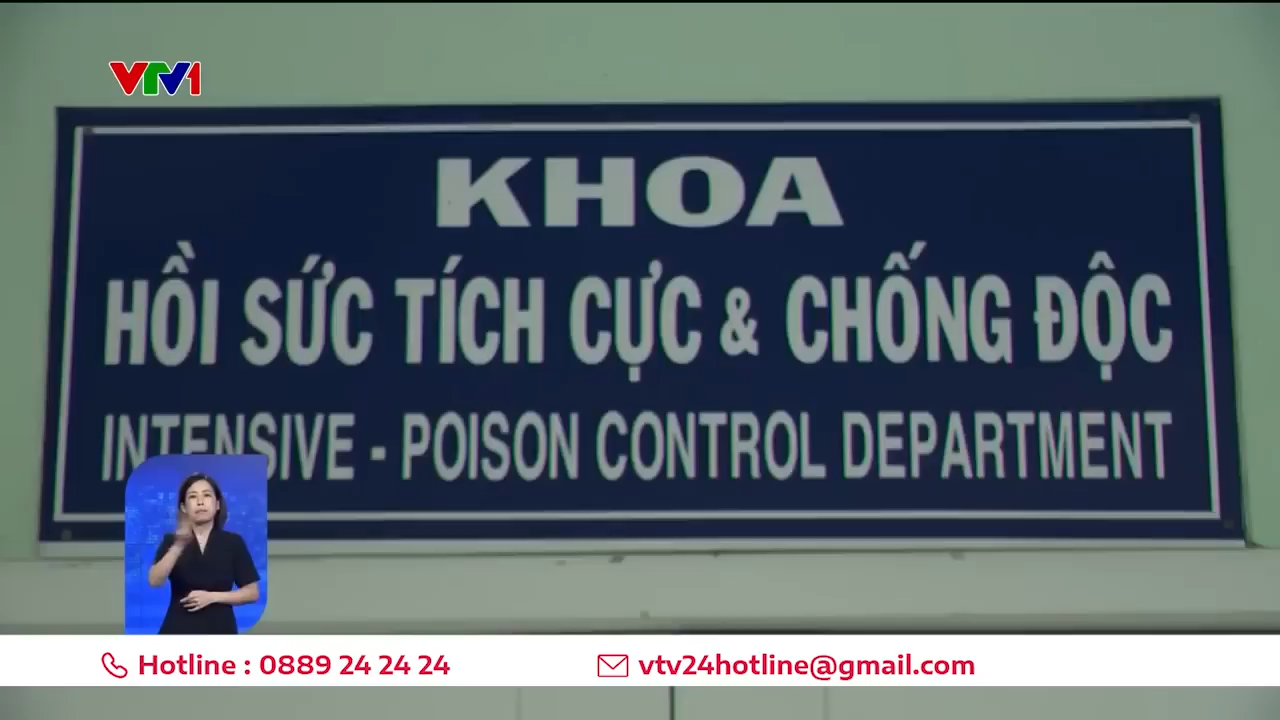 VTV1
KHOA
HỒI SỨC TÍCH CỰC & CHỐNG ĐỘC
INTENSIVE - POISON CONTROL DEPARTMENT
Hotline : 0889 24 24 24
vtv24hotline@gmail.com